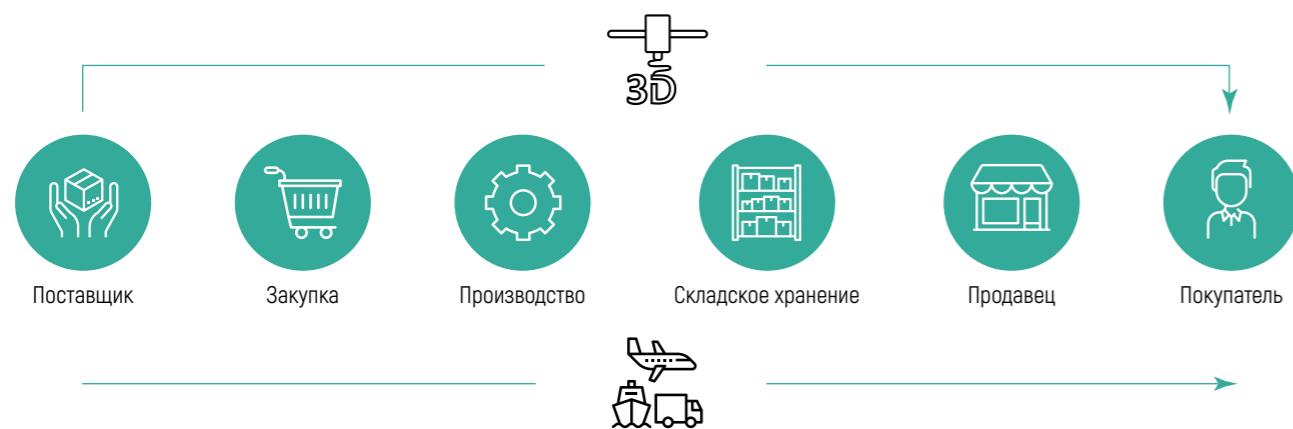 3D
Поставщик
Закупка
Производство
Складское хранение
Продавец
Покупатель